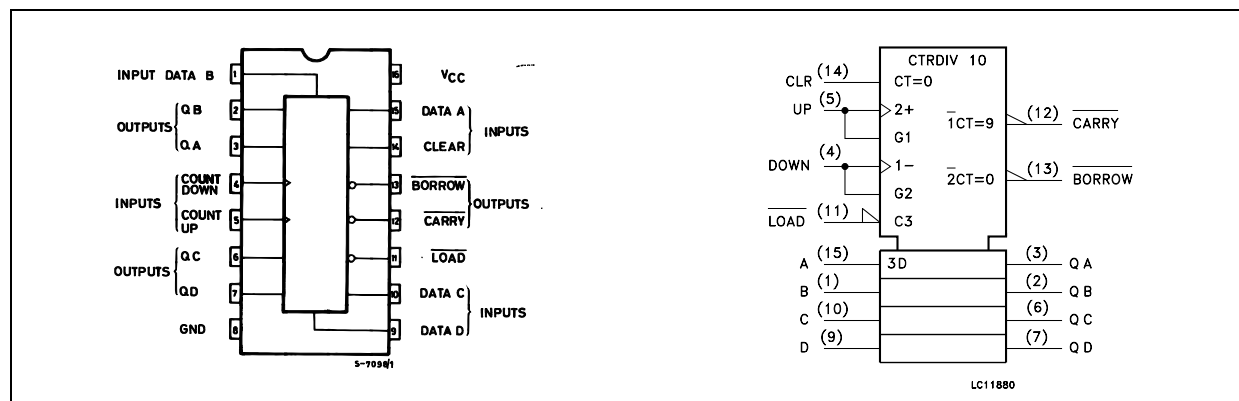 INPUT DATA B 1
16 VCC
QB 2
OUTPUTS
QA 3
15 DATA A
INPUTS
14 CLEAR
COUNT DOWN 4
INPUTS
COUNT UP 5
13 BORROW
OUTPUTS
12 CARRY
QC 6
OUTPUTS
QD 7
11 LOAD
10 DATA C
INPUTS
9 DATA D
GND 8
S-7098/1
CTRDIV 10
CLR (14) CT=0
UP (5) 2+
G1
1CT=9 (12) CARRY
DOWN (4) 1-
G2
2CT=0 (13) BORROW
LOAD (11) C3
A (15) 3D (3) QA
B (1) (2) QB
C (10) (6) QC
D (9) (7) QD
LC11880